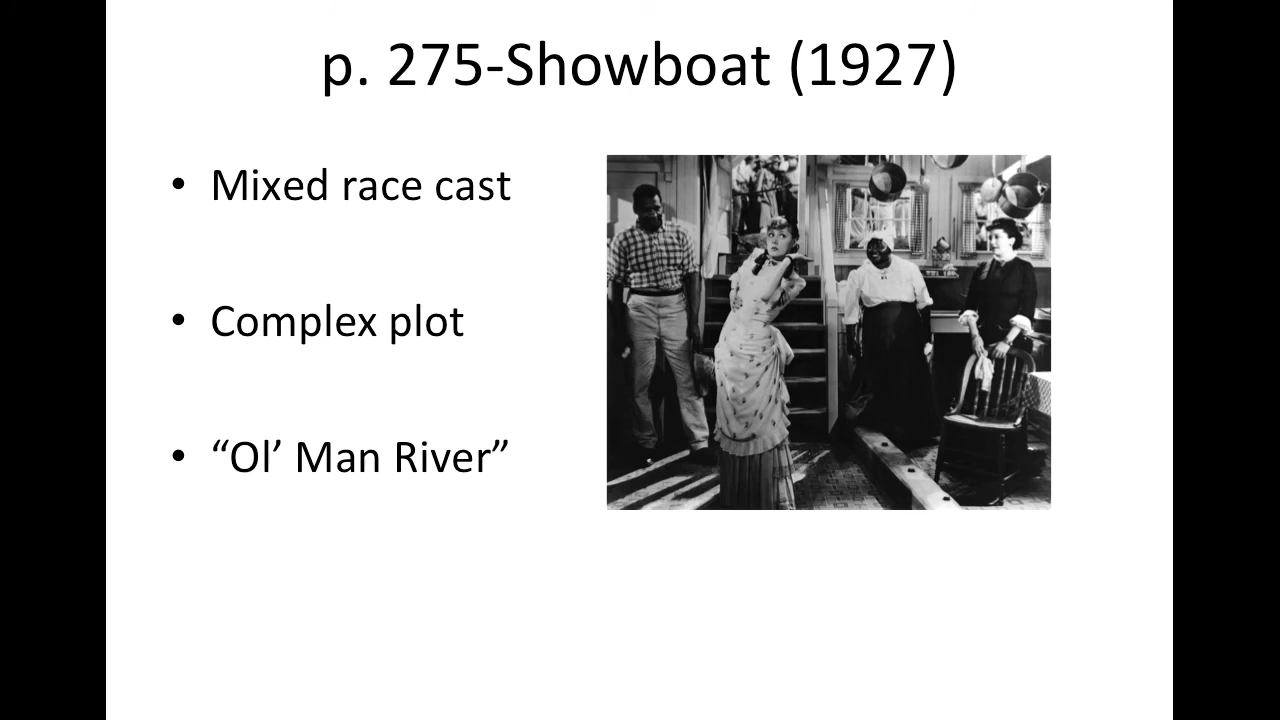 p. 275-Showboat (1927)
• Mixed race cast
• Complex plot
• “Ol’ Man River”